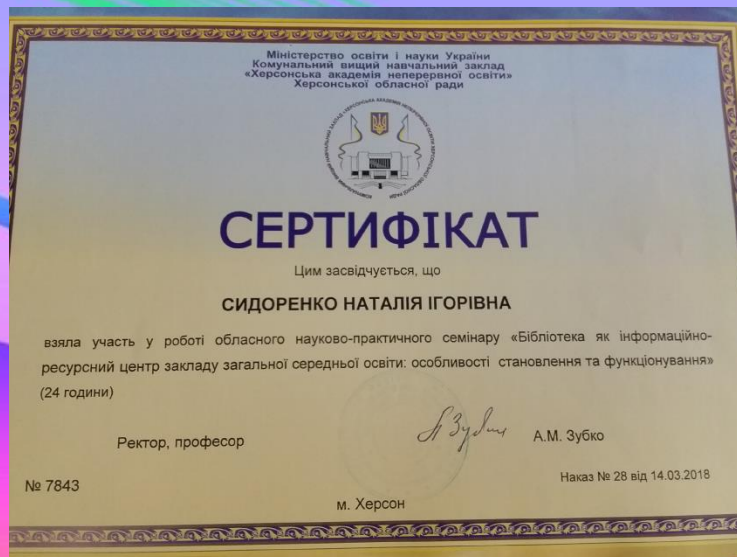 Міністерство освіти і науки України
Комунальний вищий навчальний заклад
«Херсонська академія неперервної освіти»
Херсонської обласної ради
СЕРТИФІКАТ
Цим засвідчується, що
СИДОРЕНКО НАТАЛІЯ ІГОРІВНА
взяла участь у роботі обласного науково-практичного семінару «Бібліотека як інформаційно-
ресурсний центр закладу загальної середньої освіти: особливості становлення та функціонування»
(24 години)
Ректор, професор
А.М. Зубко
№ 7843
Наказ № 28 від 14.03.2018
м. Херсон